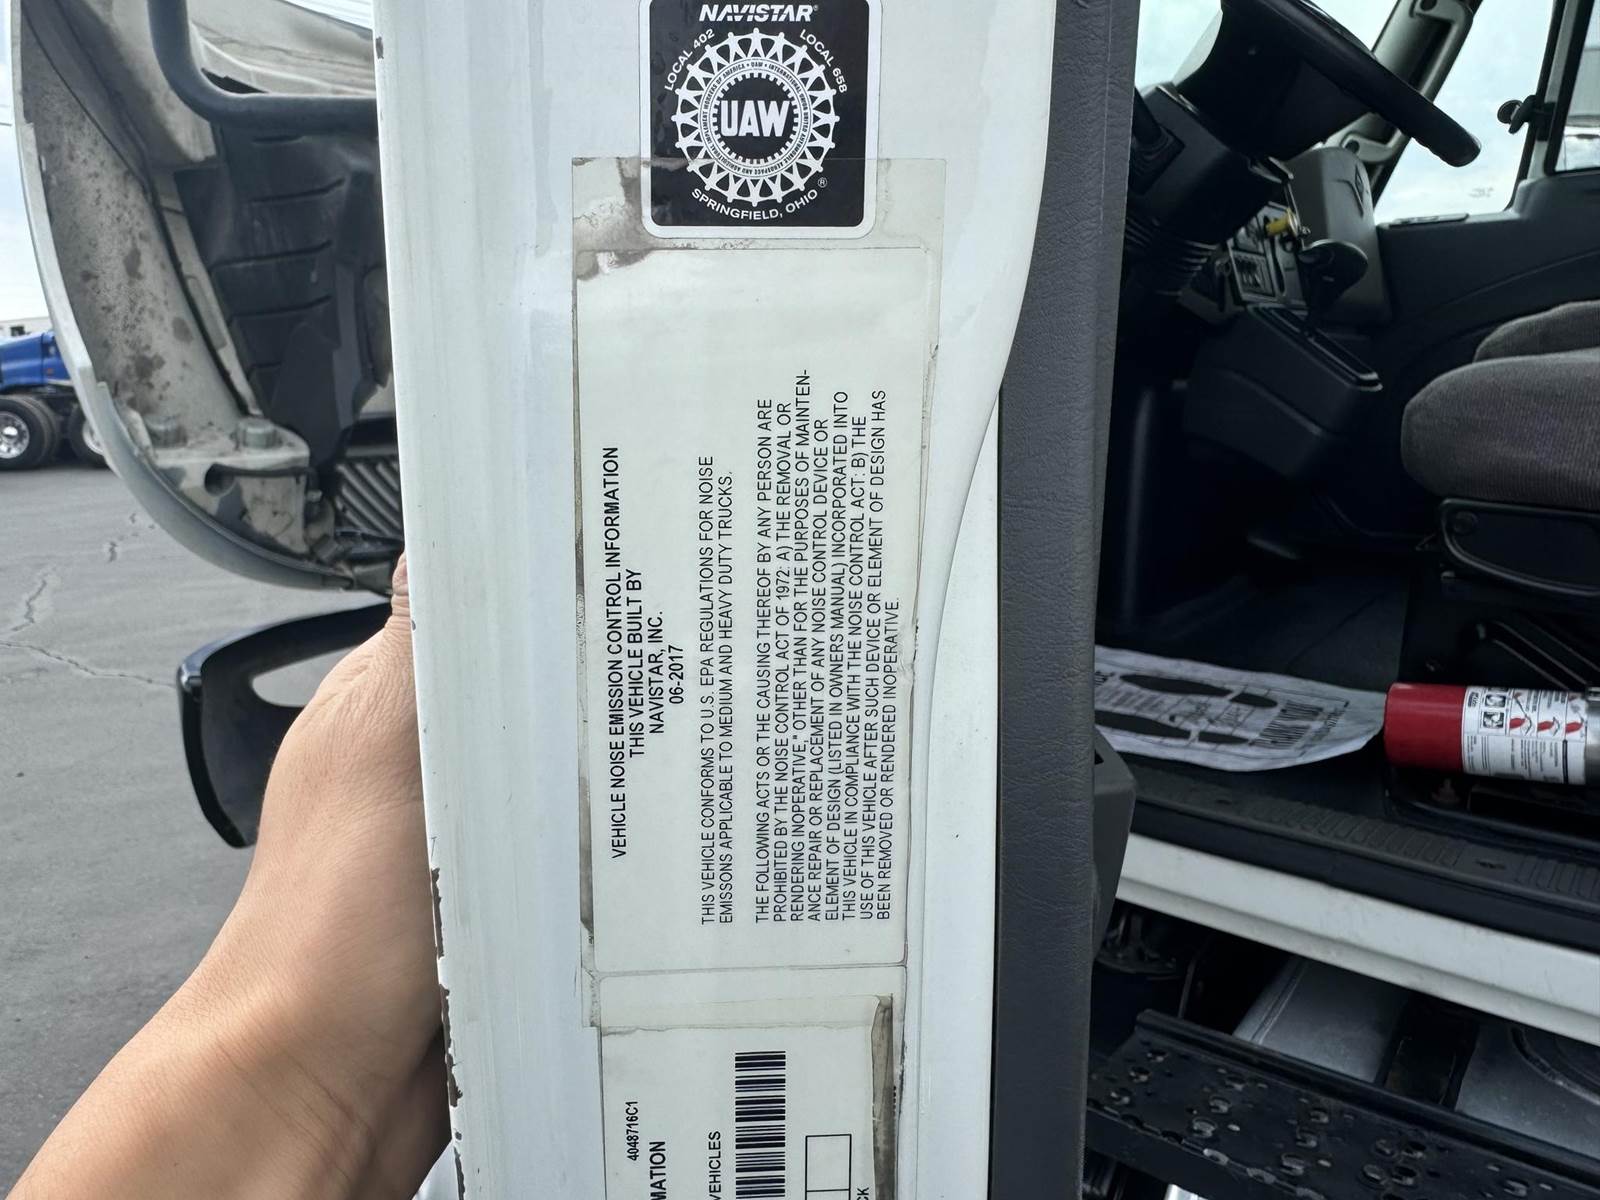 NAVISTAR®
LOCAL 402
LOCAL 658
UAW
SPRINGFIELD, OHIO ®
VEHICLE NOISE EMISSION CONTROL INFORMATION
THIS VEHICLE BUILT BY
NAVISTAR, INC.
06-2017
THIS VEHICLE CONFORMS TO U.S. EPA REGULATIONS FOR NOISE
EMISSONS APPLICABLE TO MEDIUM AND HEAVY DUTY TRUCKS.
THE FOLLOWING ACTS OR THE CAUSING THEREOF BY ANY PERSON ARE
PROHIBITED BY THE NOISE CONTROL ACT OF 1972: A) THE REMOVAL OR
RENDERING INOPERATIVE," OTHER THAN FOR THE PURPOSES OF MAINTEN-
ANCE REPAIR OR REPLACEMENT OF ANY NOISE CONTROL DEVICE OR
ELEMENT OF DESIGN (LISTED IN OWNERS MANUAL) INCORPORATED INTO
THIS VEHICLE IN COMPLIANCE WITH THE NOISE CONTROL ACT: B) THE
USE OF THIS VEHICLE AFTER SUCH DEVICE OR ELEMENT OF DESIGN HAS
BEEN REMOVED OR RENDERED INOPERATIVE.
4048716C1
MATION
VEHICLES
CK